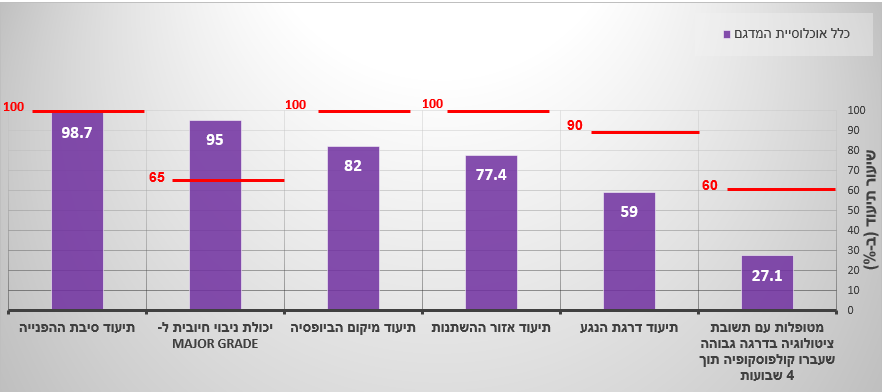 כלל אוכלוסיית המדגם
100
98.7
95
65
100
82
100
77.4
90
59
60
27.1
100
90
80
70
60
50
40
30
20
10
0
שיעור תיעוד (ב-%)
תיעוד סיבת ההפנייה
יכולת ניבוי חיובית ל-
MAJOR GRADE
תיעוד מיקום הביופסיה
תיעוד אזור ההשתנות
תיעוד דרגת הנגע
מטופלות עם תשובת
ציטולוגיה בדרגה גבוהה
שעברו קולפוסקופיה תוך
4 שבועות